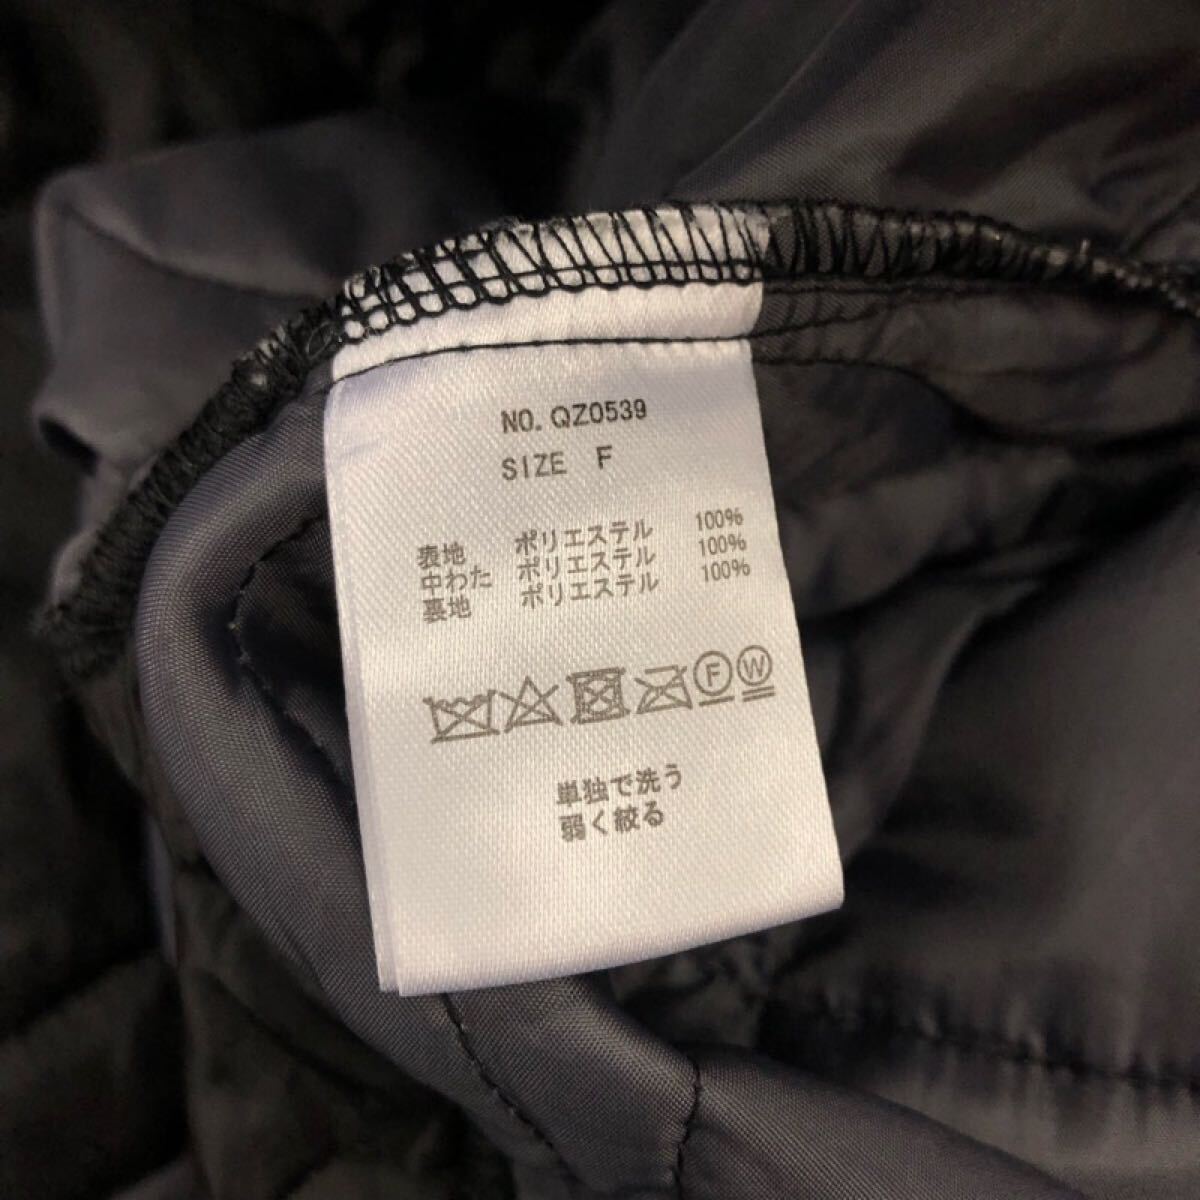 NO. QZ0539
SIZE F
表地 ポリエステル 100%
中わた ポリエステル 100%
裏地 ポリエステル 100%
F W
単独で洗う
弱く絞る